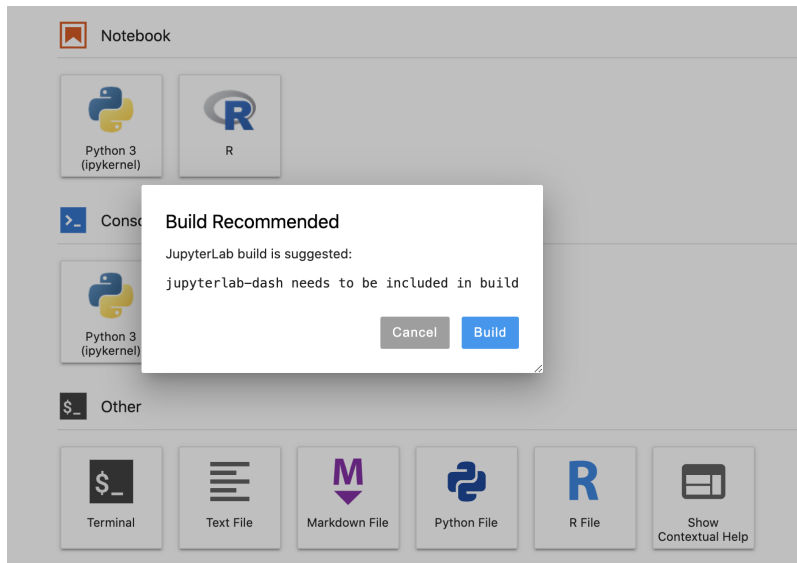 Notebook
Python 3
(ipykernel)
R
Build Recommended
JupyterLab build is suggested:
jupyterlab-dash needs to be included in build
Cancel
Build
>_
Conso
Python 3
(ipykernel)
$_
Other
$_
Terminal
Text File
M
Markdown File
Python File
R
R File
Show
Contextual Help